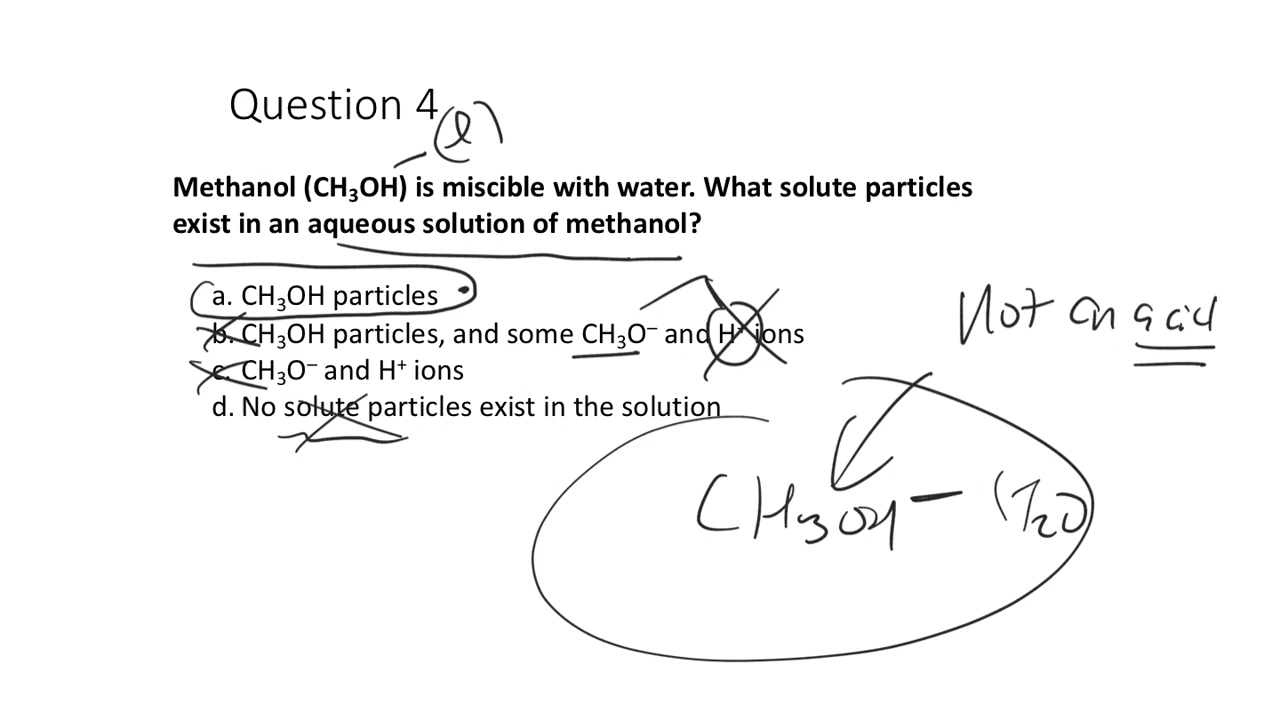 Question 4
(l)
Methanol (CH₃OH) is miscible with water. What solute particles
exist in an aqueous solution of methanol?
a. CH₃OH particles
b. CH₃OH particles, and some CH₃O⁻ and H⁺ ions
c. CH₃O⁻ and H⁺ ions
d. No solute particles exist in the solution
Not an acid
CH₃OH — H₂O